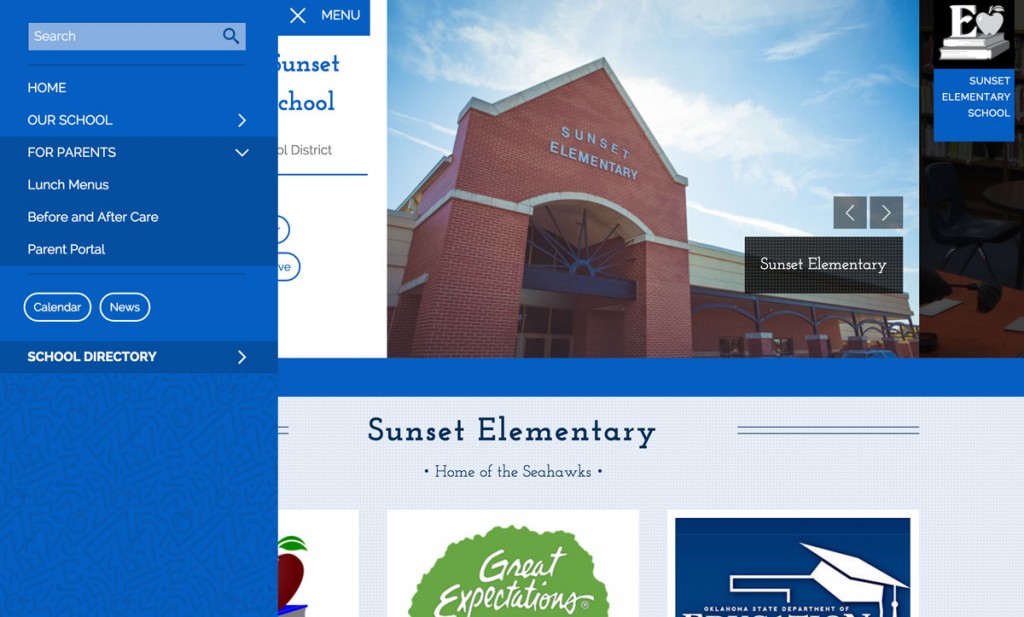 Search
HOME
OUR SCHOOL
FOR PARENTS
Lunch Menus
Before and After Care
Parent Portal
Calendar
News
SCHOOL DIRECTORY
MENU
Sunset
School
District
SUNSET
ELEMENTARY
Sunset Elementary
E
SUNSET
ELEMENTARY
SCHOOL
Sunset Elementary
• Home of the Seahawks •
Great
Expectations®
OKLAHOMA STATE DEPARTMENT OF
EDUCATION